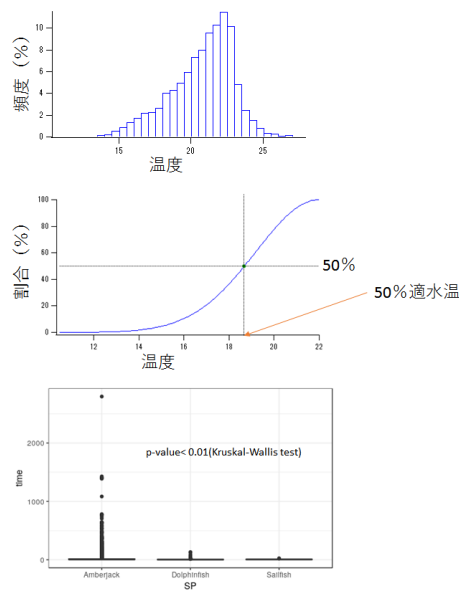 頻度(%)
10
8
6
4
2
0
15
20
25
温度
割合(%)
100
80
60
40
20
0
50%
50%適水温
12
14
16
18
20
22
温度
time
2000
1000
0
p-value< 0.01(Kruskal-Wallis test)
Amberjack
Dolphinfish
Sailfish
SP